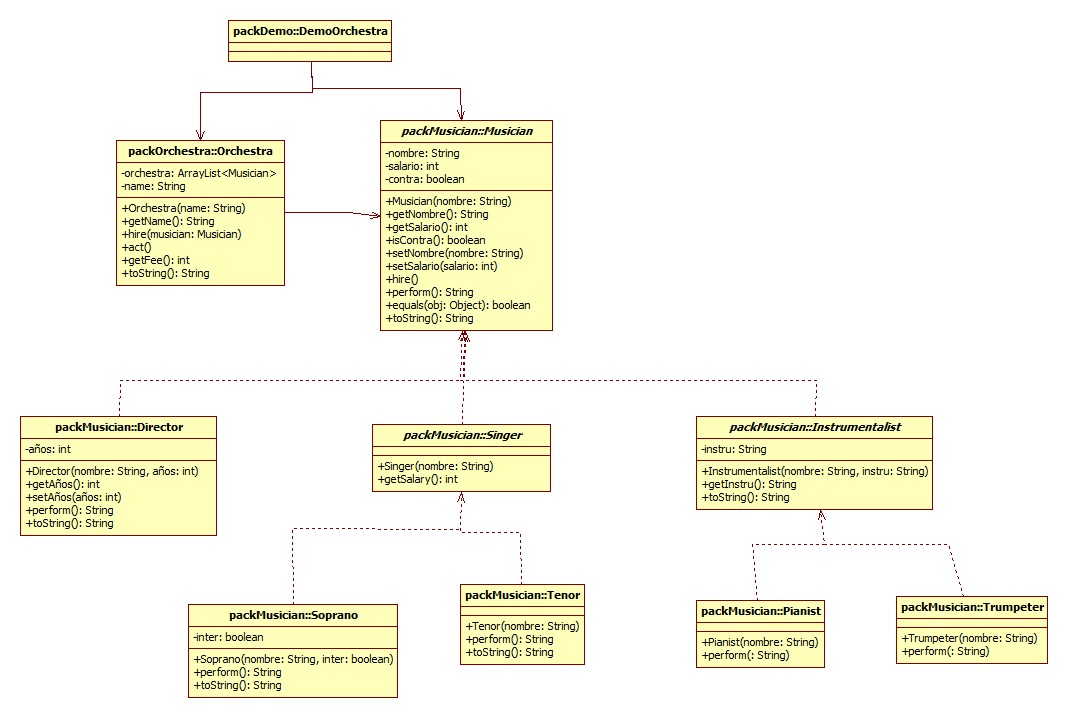 packDemo::DemoOrchestra
packOrchestra::Orchestra
-orchestra: ArrayList<Musician>
-name: String
+Orchestra(name: String)
+getName(): String
+hire(musician: Musician)
+act()
+getFee(): int
+toString(): String
packMusician::Musician
-nombre: String
-salario: int
-contra: boolean
+Musician(nombre: String)
+getNombre(): String
+getSalario(): int
+isContra(): boolean
+setNombre(nombre: String)
+setSalario(salario: int)
+hire()
+perform(): String
+equals(obj: Object): boolean
+toString(): String
packMusician::Director
-años: int
+Director(nombre: String, años: int)
+getAños(): int
+setAños(años: int)
+perform(): String
+toString(): String
packMusician::Singer
+Singer(nombre: String)
+getSalary(): int
packMusician::Instrumentalist
-instru: String
+Instrumentalist(nombre: String, instru: String)
+getInstru(): String
+toString(): String
packMusician::Soprano
-inter: boolean
+Soprano(nombre: String, inter: boolean)
+perform(): String
+toString(): String
packMusician::Tenor
+Tenor(nombre: String)
+perform(): String
+toString(): String
packMusician::Pianist
+Pianist(nombre: String)
+perform(: String)
packMusician::Trumpeter
+Trumpeter(nombre: String)
+perform(: String)